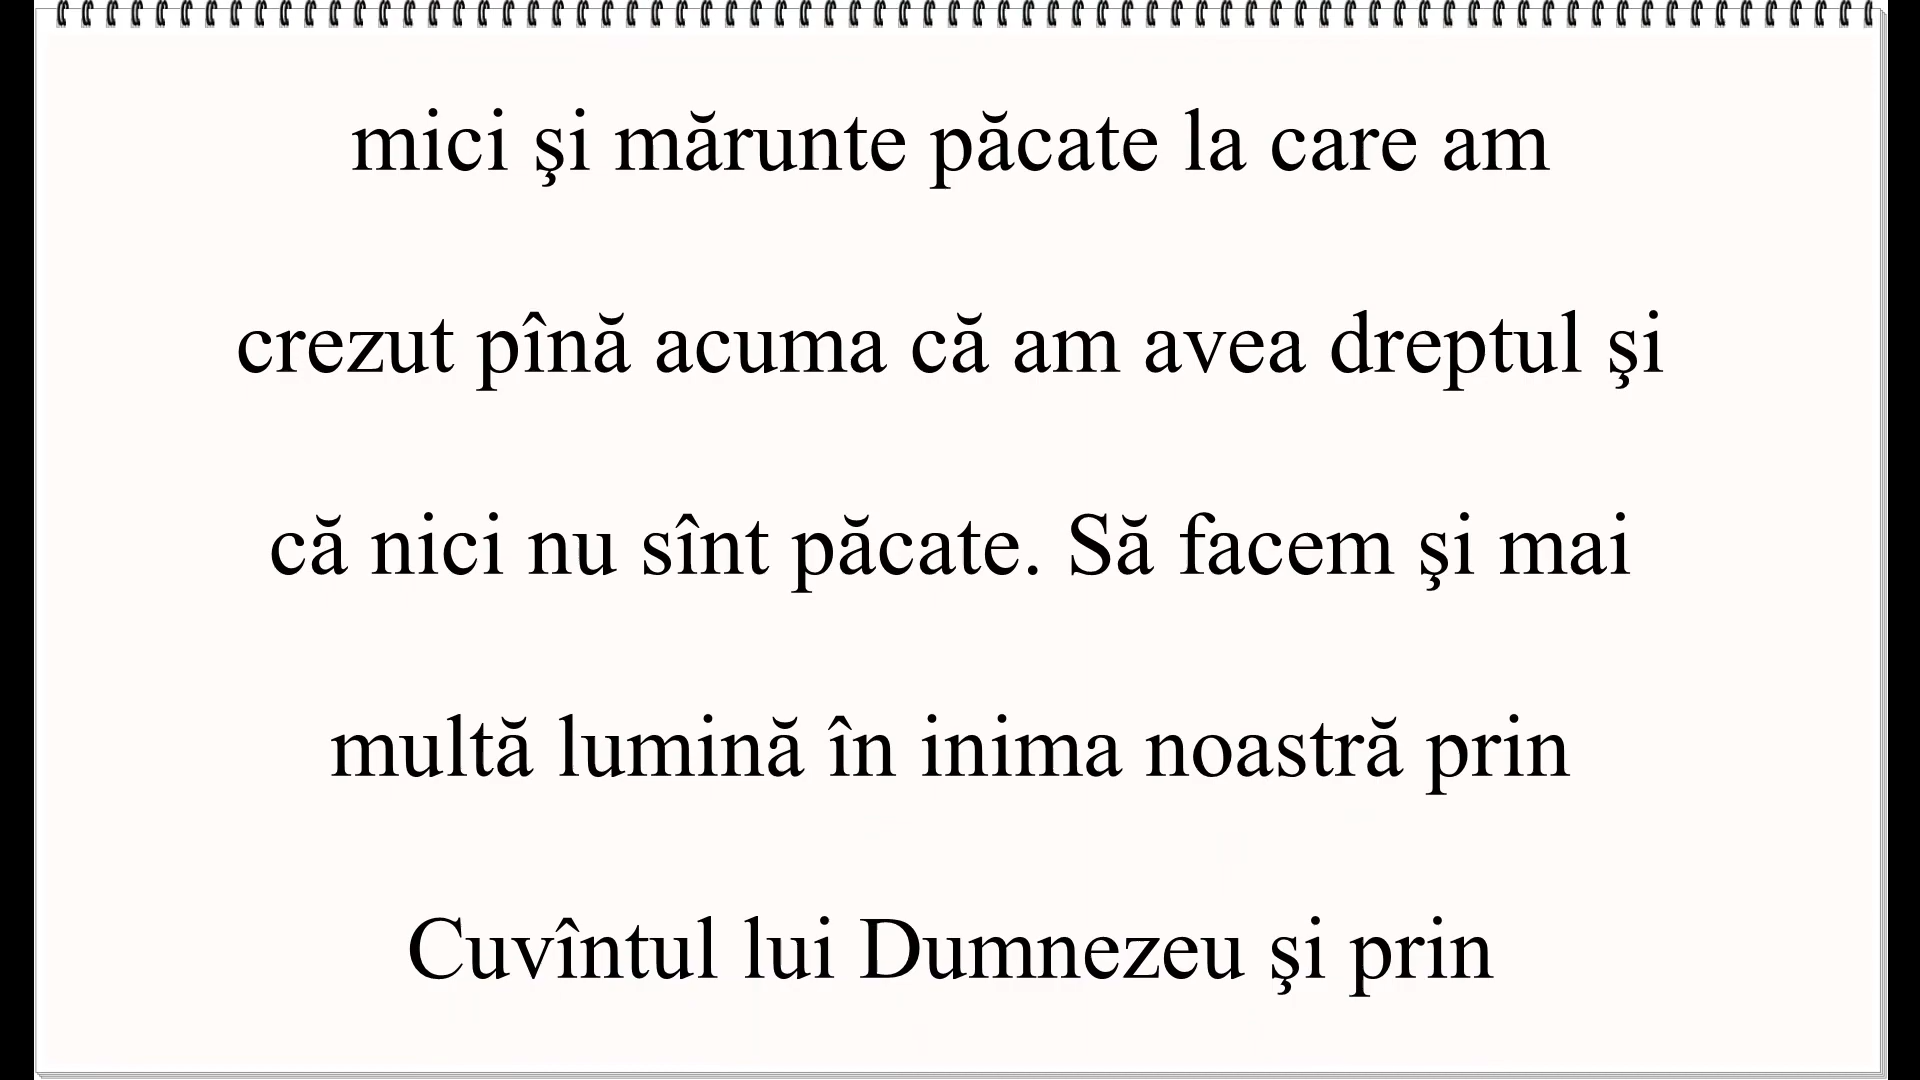 mici şi mărunte păcate la care am
crezut pînă acuma că am avea dreptul şi
că nici nu sînt păcate. Să facem şi mai
multă lumină în inima noastră prin
Cuvîntul lui Dumnezeu şi prin